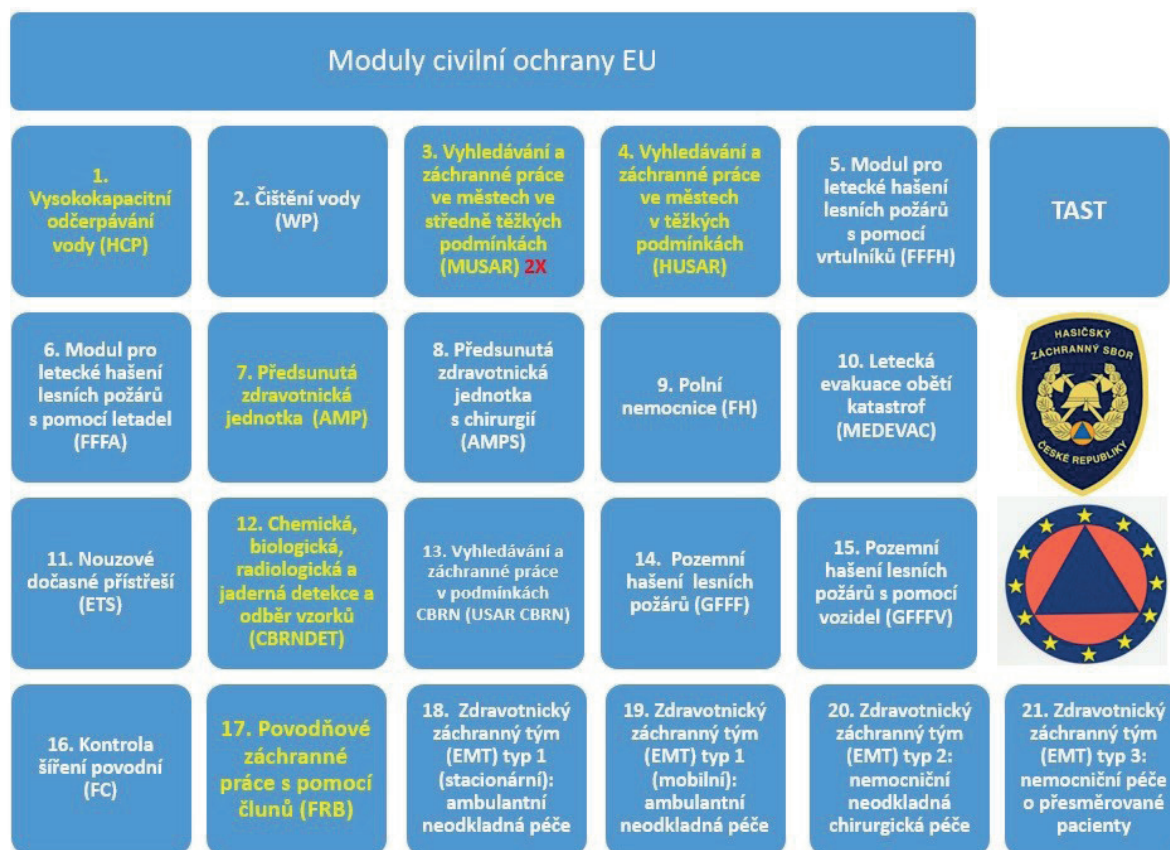 Moduly civilní ochrany EU
1.
Vysokokapacitní
odčerpávání
vody (HCP)
2. Čištění vody
(WP)
3. Vyhledávání a
záchranné práce
ve městech ve
středně těžkých
podmínkách
(MUSAR) 2X
4. Vyhledávání a
záchranné práce
ve městech
v těžkých
podmínkách
(HUSAR)
5. Modul pro
letecké hašení
lesních požárů
s pomocí
vrtulníků (FFFH)
TAST
6. Modul pro
letecké hašení
lesních požárů
s pomocí letadel
(FFFA)
7. Předsunutá
zdravotnická
jednotka (AMP)
8. Předsunutá
zdravotnická
jednotka
s chirurgií
(AMPS)
9. Polní
nemocnice (FH)
10. Letecká
evakuace obětí
katastrof
(MEDEVAC)
HASIČSKÝ
ZÁCHRANNÝ SBOR
ČESKÉ REPUBLIKY
11. Nouzové
dočasné přístřeší
(ETS)
12. Chemická,
biologická,
radiologická a
jaderná detekce a
odběr vzorků
(CBRNDET)
13. Vyhledávání a
záchranné práce
v podmínkách
CBRN (USAR CBRN)
14. Pozemní
hašení lesních
požárů (GFFF)
15. Pozemní
hašení lesních
požárů s pomocí
vozidel (GFFFV)
16. Kontrola
šíření povodní
(FC)
17. Povodňové
záchranné
práce s pomocí
člunů (FRB)
18. Zdravotnický
záchranný tým
(EMT) typ 1
(stacionární):
ambulantní
neodkladná péče
19. Zdravotnický
záchranný tým
(EMT) typ 1
(mobilní):
ambulantní
neodkladná péče
20. Zdravotnický
záchranný tým
(EMT) typ 2:
nemocniční
neodkladná
chirurgická péče
21. Zdravotnický
záchranný tým
(EMT) typ 3:
nemocniční péče
o přesměrované
pacienty